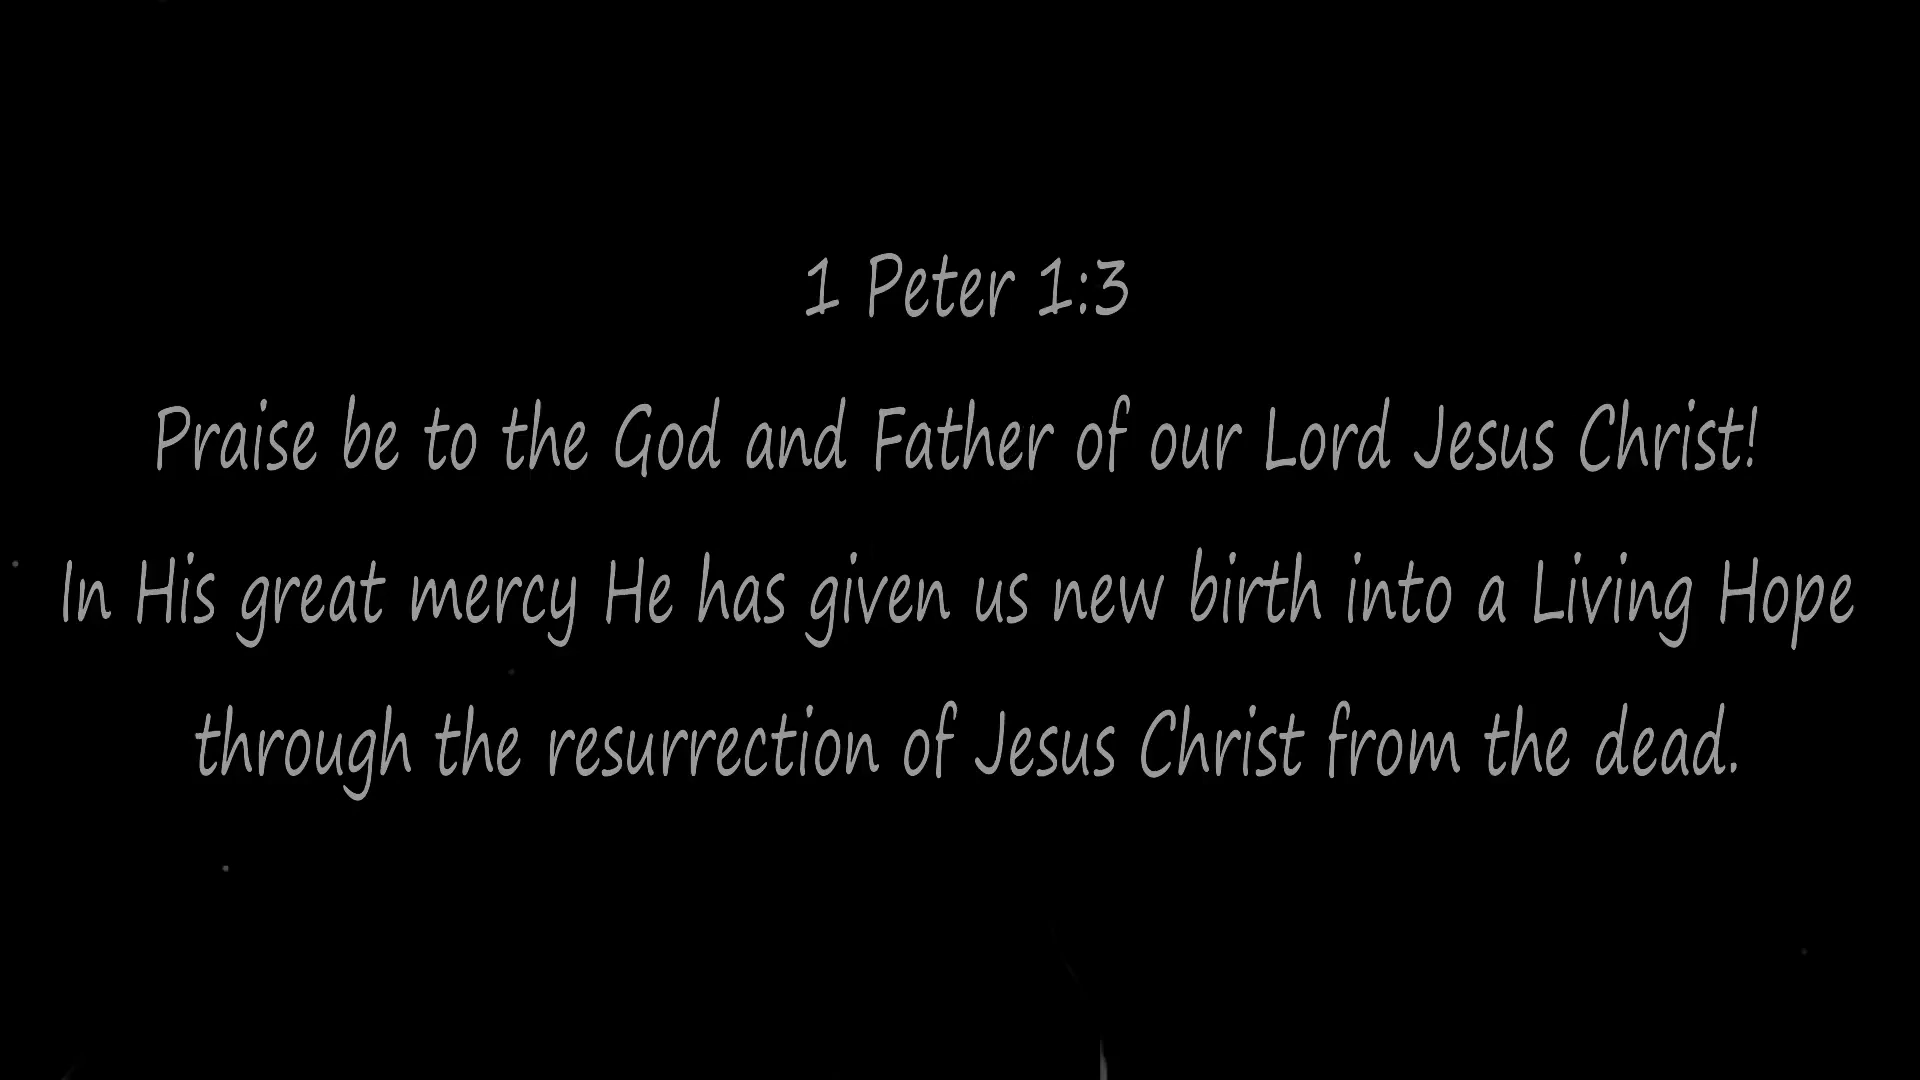 1 Peter 1:3
Praise be to the God and Father of our Lord Jesus Christ!
In His great mercy He has given us new birth into a Living Hope
through the resurrection of Jesus Christ from the dead.